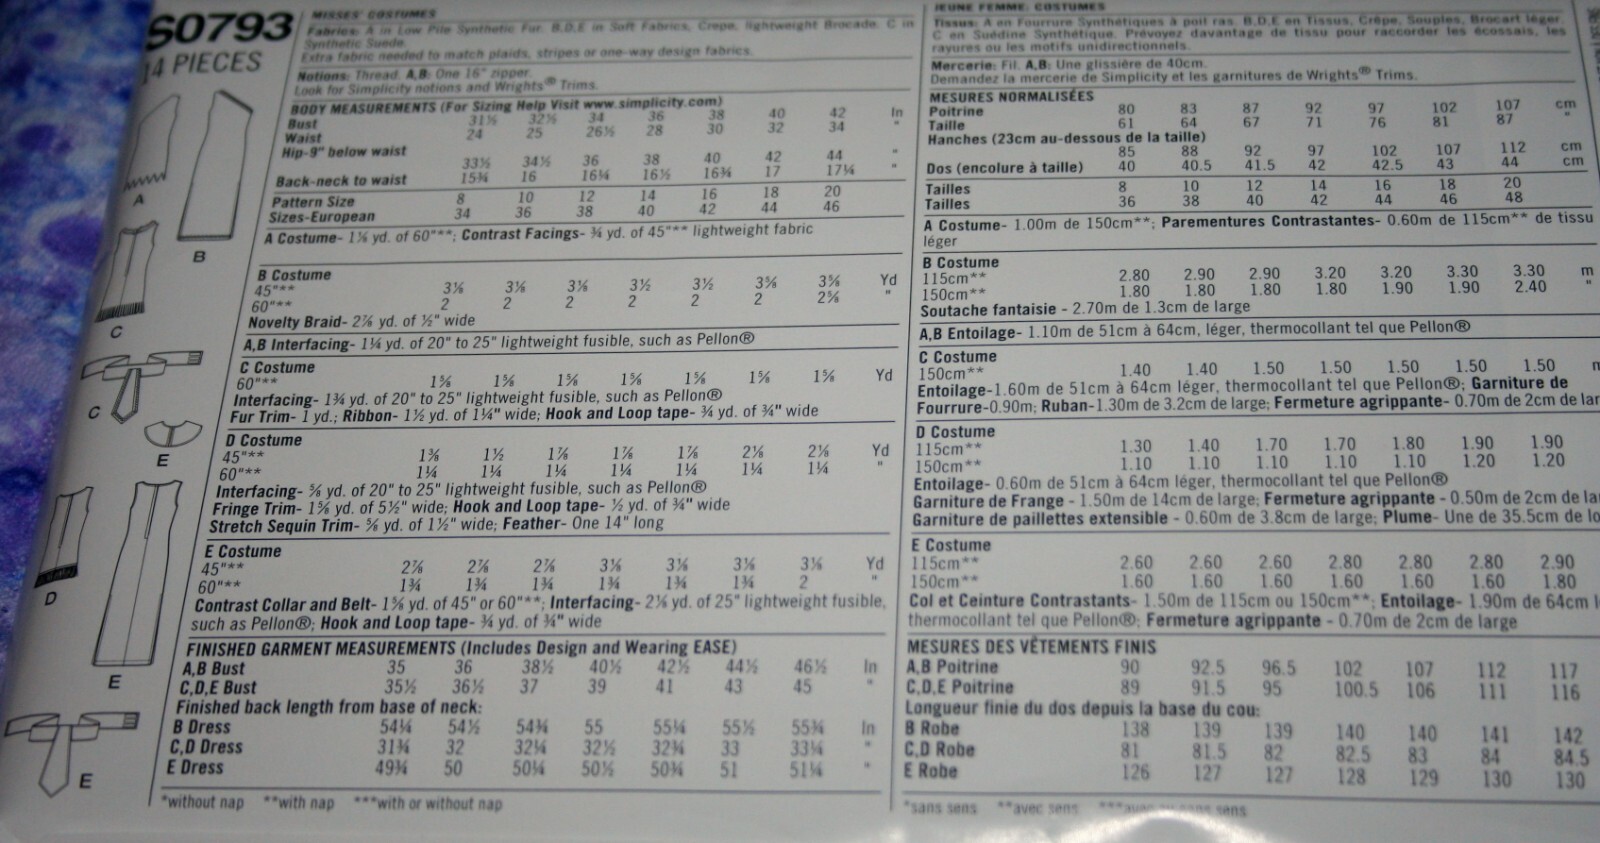 S0793
14 PIECES
A
B
C
C
E
D
E
E
MISSES' COSTUMES
Fabrics: A in Low Pile Synthetic Fur. B,D,E in Soft Fabrics, Crepe, lightweight Brocade. C in
Synthetic Suede.
Extra fabric needed to match plaids, stripes or one-way design fabrics.
Notions: Thread. A,B: One 16" zipper.
Look for Simplicity notions and Wrights® Trims.
BODY MEASUREMENTS (For Sizing Help Visit www.simplicity.com)
Bust 31½ 32½ 34 36 38 40 42 In
Waist 24 25 26½ 28 30 32 34 "
Hip-9" below waist
33½ 34½ 36 38 40 42 44 "
Back-neck to waist 15¾ 16 16¼ 16½ 16¾ 17 17¼ "
Pattern Size 8 10 12 14 16 18 20
Sizes-European 34 36 38 40 42 44 46
A Costume- 1⅛ yd. of 60"**; Contrast Facings- ¾ yd. of 45"** lightweight fabric
B Costume
45"** 3⅛ 3⅛ 3⅛ 3½ 3½ 3⅝ 3⅝ Yd
60"** 2 2 2 2 2 2 2⅝ "
Novelty Braid- 2⅞ yd. of ½" wide
A,B Interfacing- 1¼ yd. of 20" to 25" lightweight fusible, such as Pellon®
C Costume
60"** 1⅝ 1⅝ 1⅝ 1⅝ 1⅝ 1⅝ 1⅝ Yd
Interfacing- 1¾ yd. of 20" to 25" lightweight fusible, such as Pellon®
Fur Trim- 1 yd.; Ribbon- 1½ yd. of 1¼" wide; Hook and Loop tape- ¾ yd. of ¾" wide
D Costume
45"** 1⅜ 1½ 1⅞ 1⅞ 1⅞ 2⅛ 2⅛ Yd
60"** 1¼ 1¼ 1¼ 1¼ 1¼ 1¼ 1¼ "
Interfacing- ⅝ yd. of 20" to 25" lightweight fusible, such as Pellon®
Fringe Trim- 1⅝ yd. of 5½" wide; Hook and Loop tape- ½ yd. of ¾" wide
Stretch Sequin Trim- ⅝ yd. of 1½" wide; Feather- One 14" long
E Costume
45"** 2⅞ 2⅞ 2⅞ 3⅛ 3⅛ 3⅛ 3⅛ Yd
60"** 1¾ 1¾ 1¾ 1¾ 1¾ 1¾ 2 "
Contrast Collar and Belt- 1⅝ yd. of 45" or 60"**; Interfacing- 2⅛ yd. of 25" lightweight fusible,
such as Pellon®; Hook and Loop tape- ¾ yd. of ¾" wide
FINISHED GARMENT MEASUREMENTS (Includes Design and Wearing EASE)
A,B Bust 35 36 38½ 40½ 42½ 44½ 46½ In
C,D,E Bust 35½ 36½ 37 39 41 43 45 "
Finished back length from base of neck:
B Dress 54¼ 54½ 54¾ 55 55¼ 55½ 55¾ In
C,D Dress 31¾ 32 32¼ 32½ 32¾ 33 33¼ "
E Dress 49¾ 50 50¼ 50½ 50¾ 51 51¼ "
*without nap **with nap ***with or without nap
JEUNE FEMME: COSTUMES
Tissus: A en Fourrure Synthétiques à poil ras. B,D,E en Tissus, Crêpe, Souples, Brocart léger.
C en Suédine Synthétique. Prévoyez davantage de tissu pour raccorder les écossais, les
rayures ou les motifs unidirectionnels.
Mercerie: Fil. A,B: Une glissière de 40cm.
Demandez la mercerie de Simplicity et les garnitures de Wrights® Trims.
MESURES NORMALISÉES
Poitrine 80 83 87 92 97 102 107 cm
Taille 61 64 67 71 76 81 87 "
Hanches (23cm au-dessous de la taille)
85 88 92 97 102 107 112 cm
Dos (encolure à taille) 40 40.5 41.5 42 42.5 43 44 cm
Tailles 8 10 12 14 16 18 20
Tailles 36 38 40 42 44 46 48
A Costume- 1.00m de 150cm**; Parementures Contrastantes- 0.60m de 115cm** de tissu
léger
B Costume
115cm** 2.80 2.90 2.90 3.20 3.20 3.30 3.30 m
150cm** 1.80 1.80 1.80 1.80 1.90 1.90 2.40 "
Soutache fantaisie - 2.70m de 1.3cm de large
A,B Entoilage- 1.10m de 51cm à 64cm, léger, thermocollant tel que Pellon®
C Costume
150cm** 1.40 1.40 1.50 1.50 1.50 1.50 1.50
Entoilage-1.60m de 51cm à 64cm léger, thermocollant tel que Pellon®; Garniture de
Fourrure-0.90m; Ruban-1.30m de 3.2cm de large; Fermeture agrippante- 0.70m de 2cm de lar
D Costume
115cm** 1.30 1.40 1.70 1.70 1.80 1.90 1.90
150cm** 1.10 1.10 1.10 1.10 1.10 1.20 1.20
Entoilage- 0.60m de 51cm à 64cm léger, thermocollant tel que Pellon®
Garniture de Frange - 1.50m de 14cm de large; Fermeture agrippante - 0.50m de 2cm de la
Garniture de paillettes extensible - 0.60m de 3.8cm de large; Plume- Une de 35.5cm de lo
E Costume
115cm** 2.60 2.60 2.60 2.80 2.80 2.80 2.90
150cm** 1.60 1.60 1.60 1.60 1.60 1.60 1.80
Col et Ceinture Contrastants- 1.50m de 115cm ou 150cm**; Entoilage- 1.90m de 64cm l
thermocollant tel que Pellon®; Fermeture agrippante - 0.70m de 2cm de large
MESURES DES VÊTEMENTS FINIS
A,B Poitrine 90 92.5 96.5 102 107 112 117
C,D,E Poitrine 89 91.5 95 100.5 106 111 116
Longueur finie du dos depuis la base du cou:
B Robe 138 139 139 140 140 141 142
C,D Robe 81 81.5 82 82.5 83 84 84.5
E Robe 126 127 127 128 129 130 130
*sans sens **avec sens ***avec ou sans sens